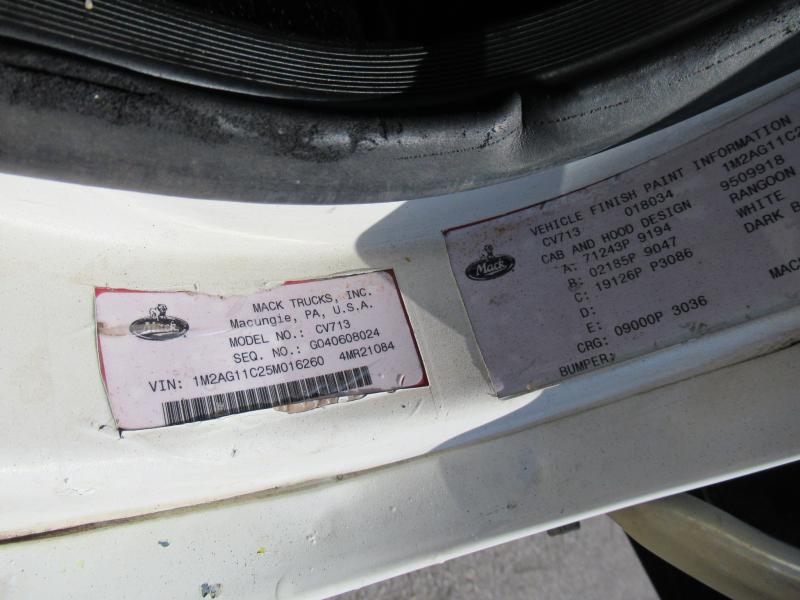 Mack
MACK TRUCKS, INC.
Macungie, PA, U.S.A.
MODEL NO.: CV713
SEQ. NO.: G040608024
4MR21084
VIN: 1M2AG11C25M016260
Mack
VEHICLE FINISH PAINT INFORMATION
CV713 018034 1M2AG11C25
CAB AND HOOD DESIGN 9509918
A: 71243P 9194 RANGOON
B: 02185P 9047 WHITE
C: 19126P P3086 DARK B
D:
E:
CRG: 09000P 3036
BUMPER: MAC